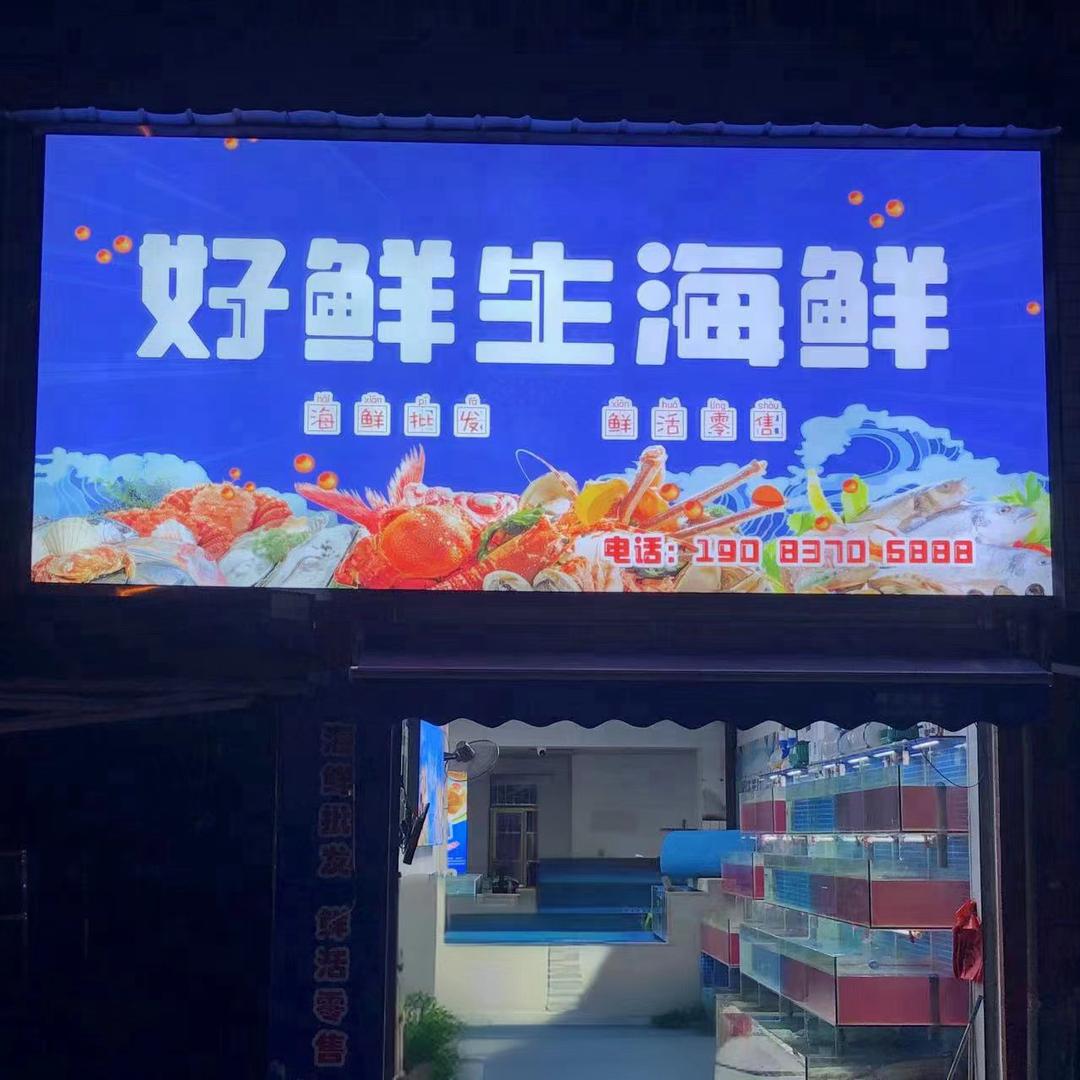 好鲜生海鲜
hǎi xiān pī fā xiān huó líng shòu
海鲜批发 鲜活零售
电话：190 8370 5888
海鲜批发 鲜活零售